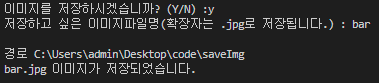 이미지를 저장하시겠습니까? (Y/N) :y
저장하고 싶은 이미지파일명(확장자는 .jpg로 저장됩니다.) : bar
경로 C:\Users\admin\Desktop\code\saveImg
bar.jpg 이미지가 저장되었습니다.